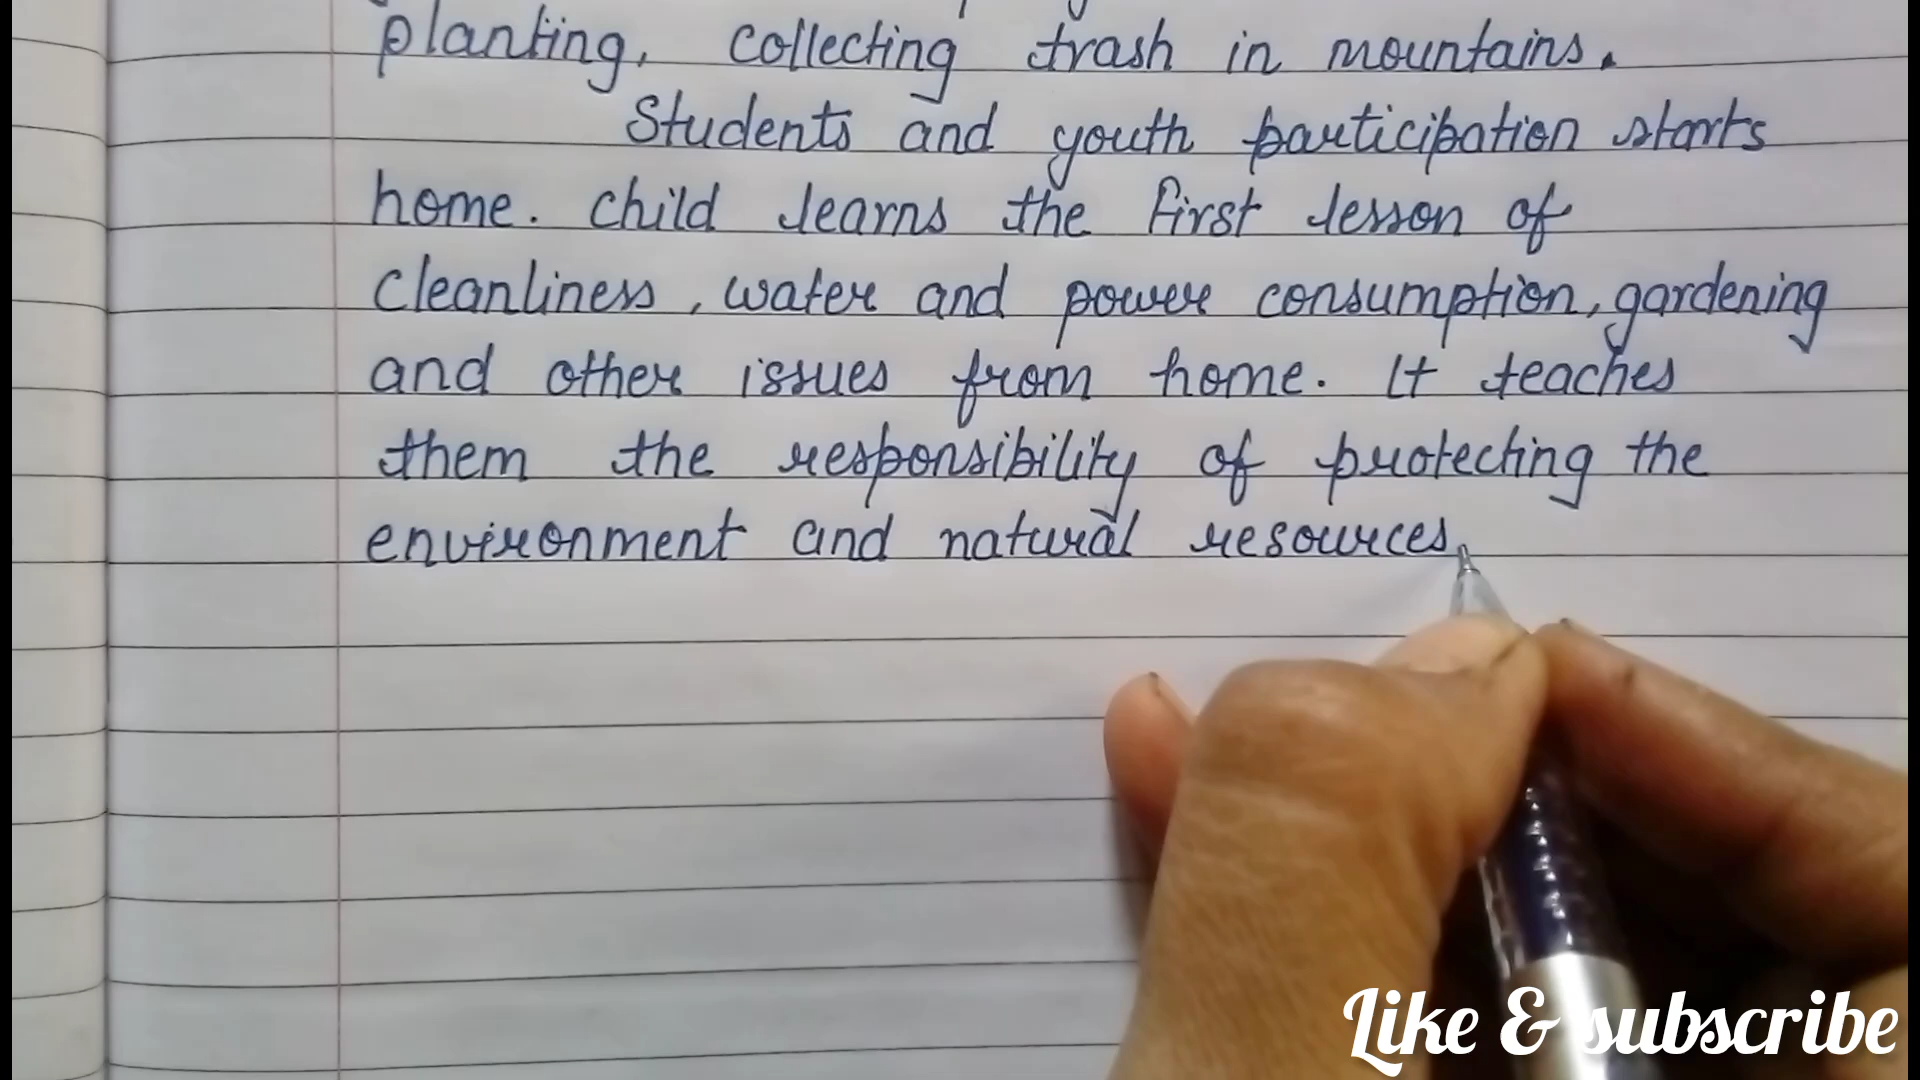 planting, collecting trash in mountains.
Students and youth participation starts
home. Child learns the first lesson of
cleanliness, water and power consumption, gardening
and other issues from home. It teaches
them the responsibility of protecting the
environment and natural resources.
Like & subscribe